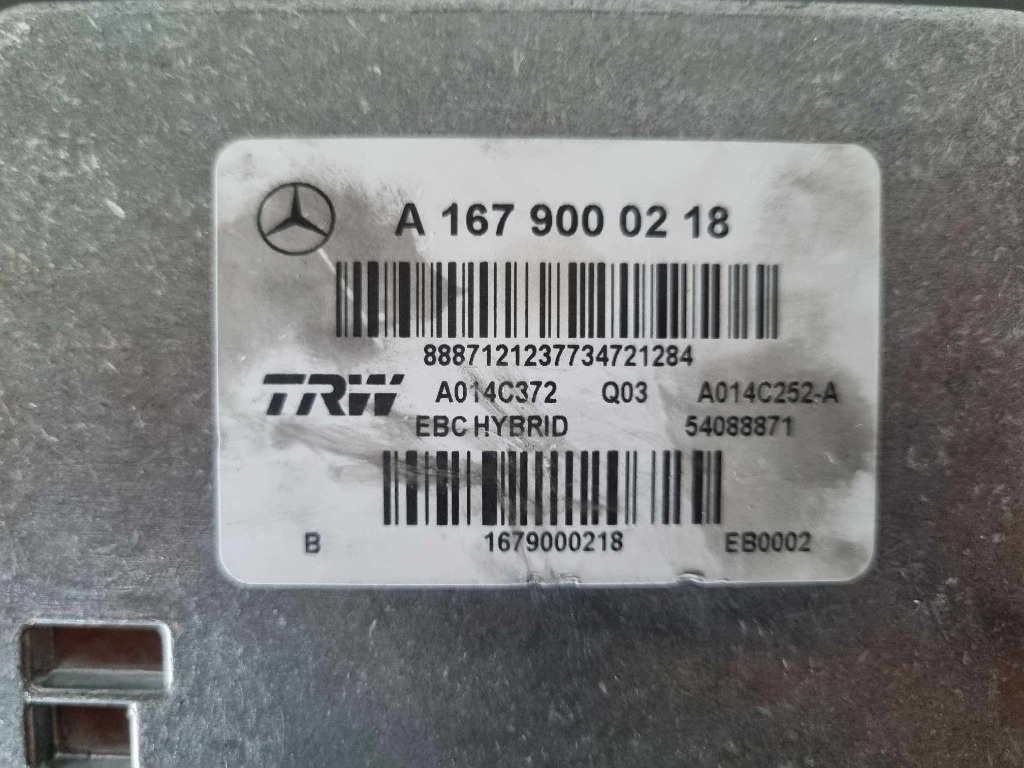 A 167 900 02 18
8887121237734721284
TRW A014C372 Q03 A014C252-A
EBC HYBRID 54088871
B 1679000218 EB0002